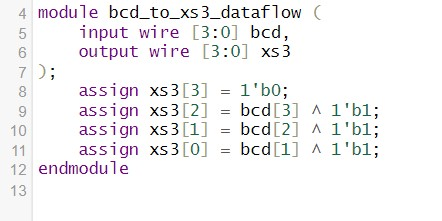 4 module bcd_to_xs3_dataflow (
5 input wire [3:0] bcd,
6 output wire [3:0] xs3
7 );
8 assign xs3[3] = 1'b0;
9 assign xs3[2] = bcd[3] ^ 1'b1;
10 assign xs3[1] = bcd[2] ^ 1'b1;
11 assign xs3[0] = bcd[1] ^ 1'b1;
12 endmodule
13